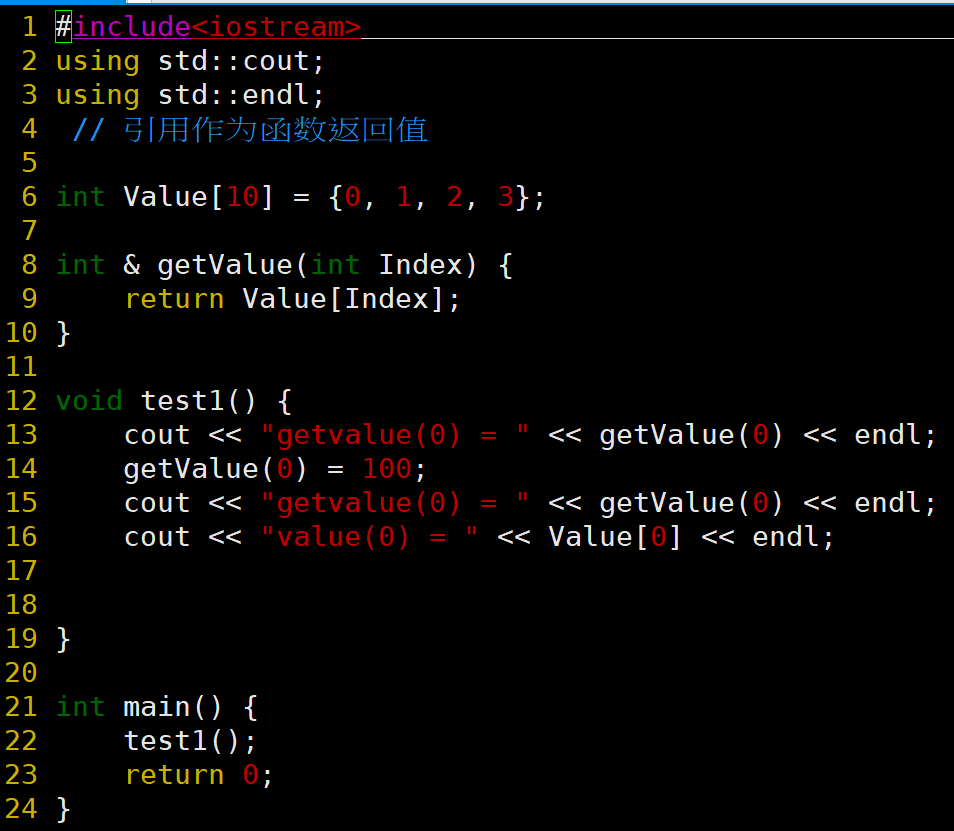 1 #include<iostream>
2 using std::cout;
3 using std::endl;
4  // 引用作为函数返回值
5
6 int Value[10] = {0, 1, 2, 3};
7
8 int & getValue(int Index) {
9     return Value[Index];
10 }
11
12 void test1() {
13     cout << "getvalue(0) = " << getValue(0) << endl;
14     getValue(0) = 100;
15     cout << "getvalue(0) = " << getValue(0) << endl;
16     cout << "value(0) = " << Value[0] << endl;
17
18
19 }
20
21 int main() {
22     test1();
23     return 0;
24 }